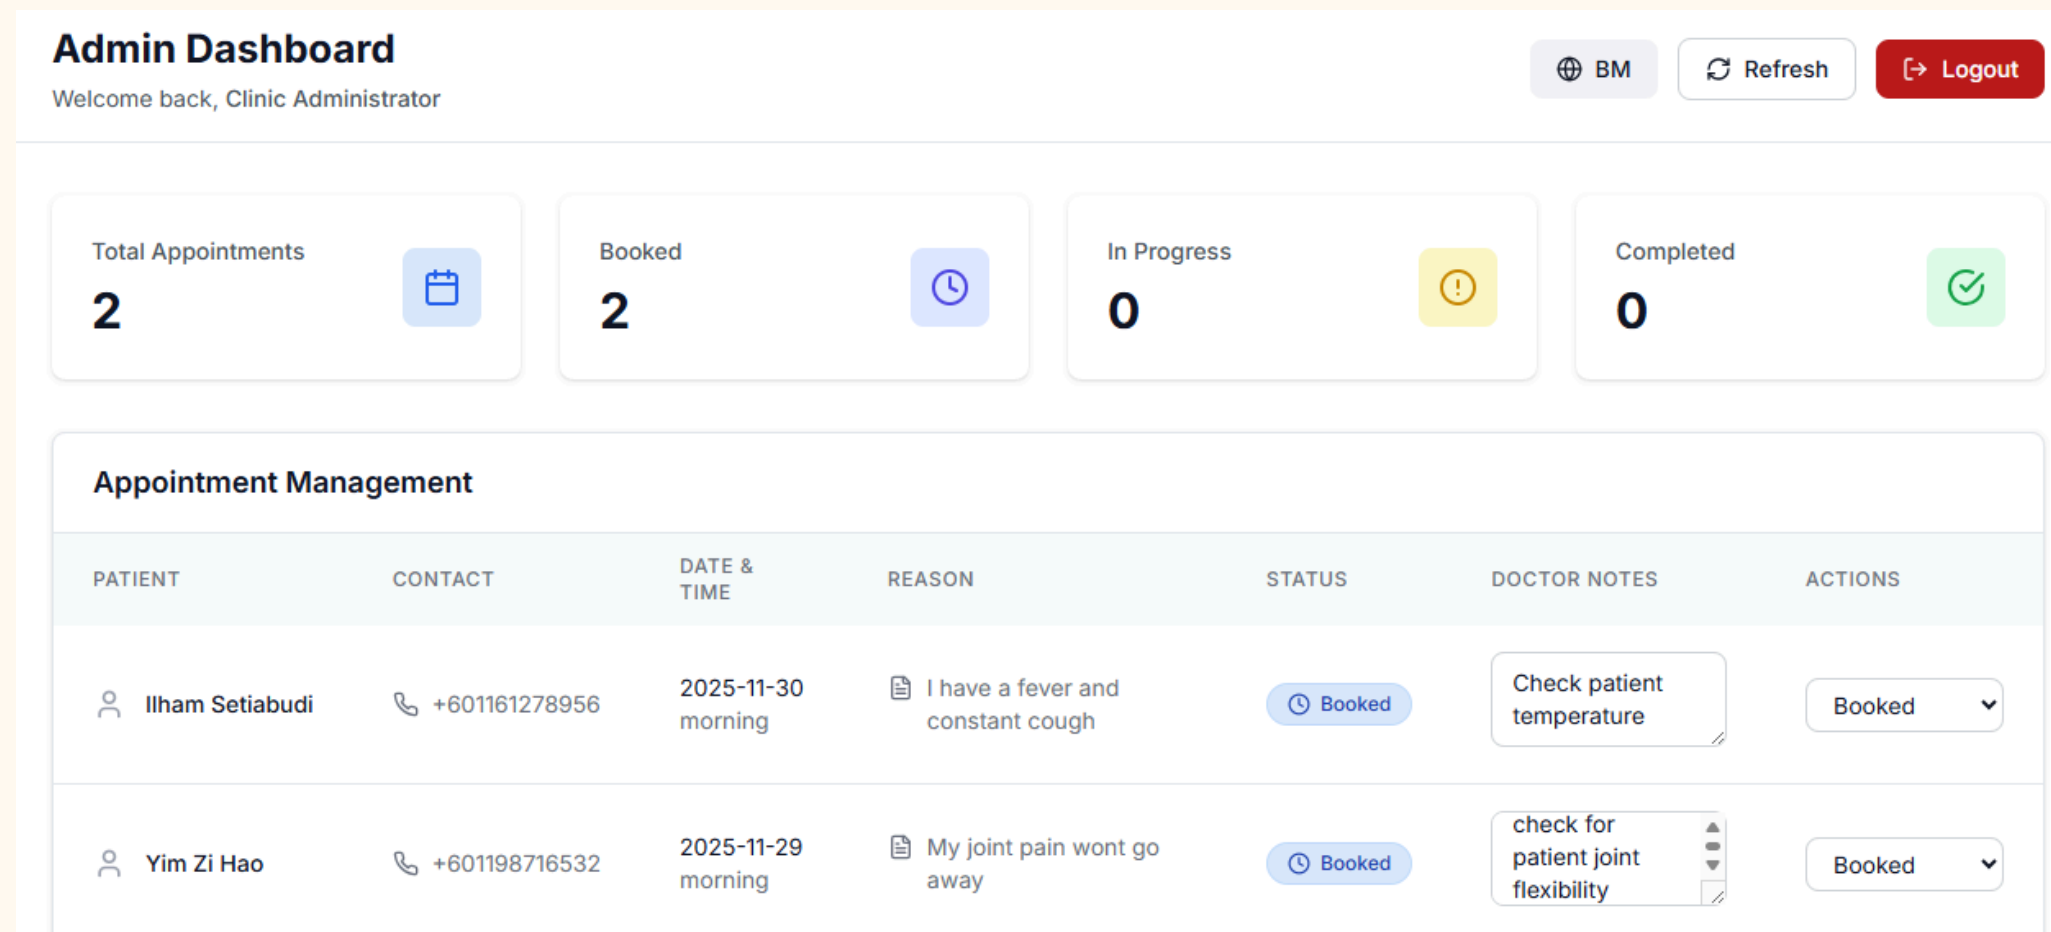 Admin Dashboard
Welcome back, Clinic Administrator
BM
Refresh
Logout
Total Appointments
2
Booked
2
In Progress
0
Completed
0
Appointment Management
PATIENT
CONTACT
DATE &
TIME
REASON
STATUS
DOCTOR NOTES
ACTIONS
Ilham Setiabudi
+601161278956
2025-11-30
morning
I have a fever and
constant cough
Booked
Check patient
temperature
Booked
Yim Zi Hao
+601198716532
2025-11-29
morning
My joint pain wont go
away
Booked
check for
patient joint
flexibility
Booked